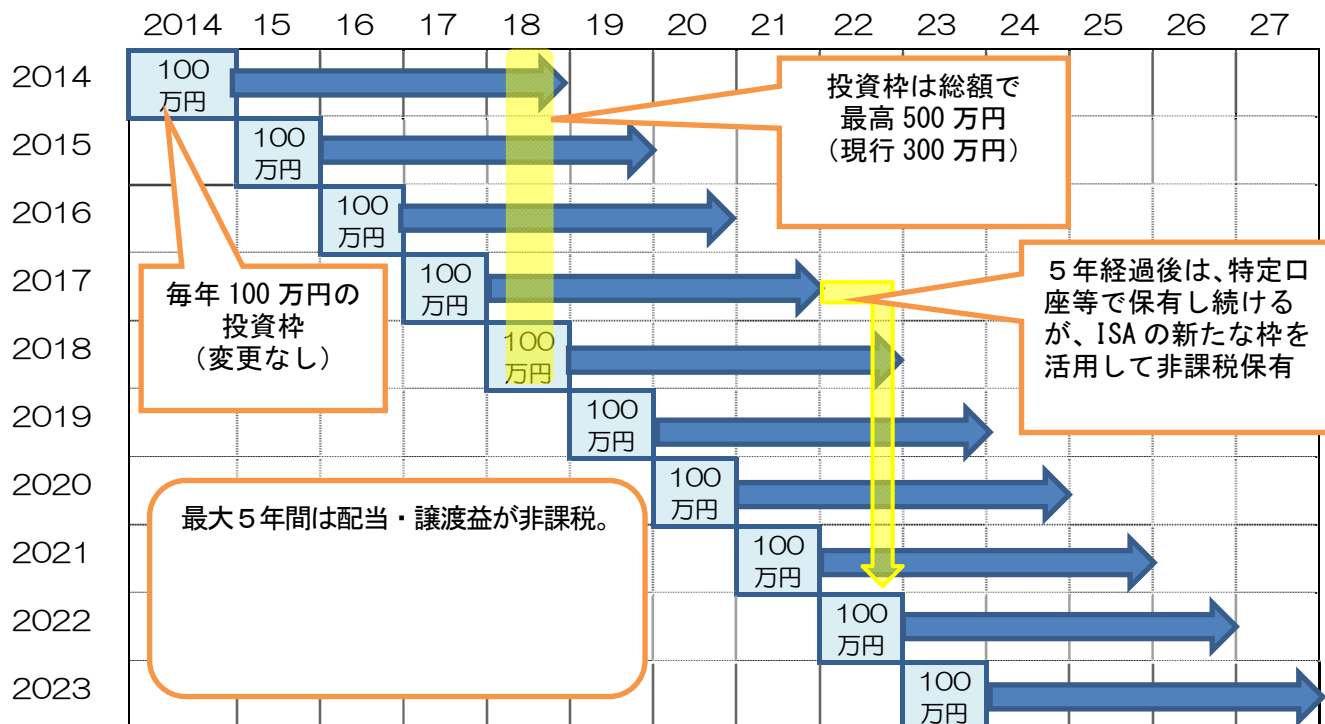 2014 15 16 17 18 19 20 21 22 23 24 25 26 27
2014
100
万円
投資枠は総額で
最高 500 万円
（現行 300 万円）
2015
100
万円
2016
100
万円
2017
100
万円
毎年 100 万円の
投資枠
（変更なし）
５年経過後は、特定口
座等で保有し続ける
が、ISA の新たな枠を
活用して非課税保有
2018
100
万円
2019
100
万円
2020
100
万円
最大５年間は配当・譲渡益が非課税。
2021
100
万円
2022
100
万円
2023
100
万円